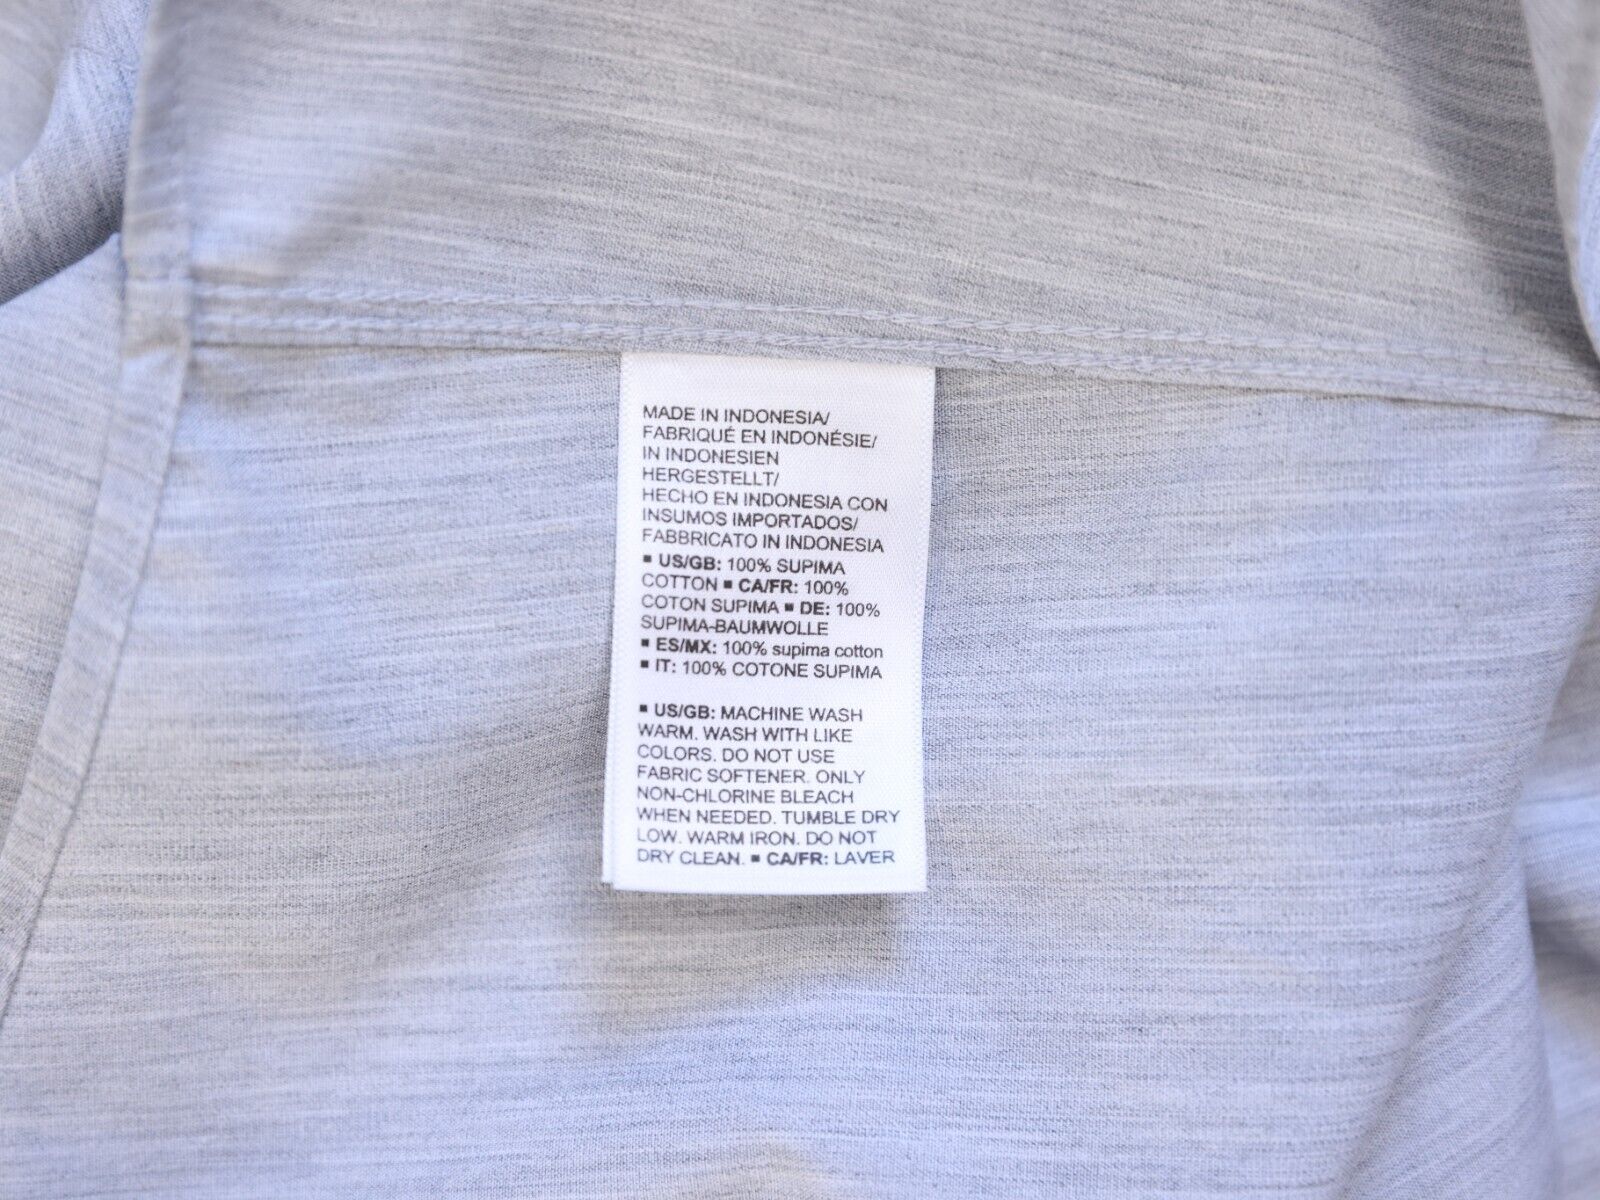 MADE IN INDONESIA/
FABRIQUÉ EN INDONÉSIE/
IN INDONESIEN
HERGESTELLT/
HECHO EN INDONESIA CON
INSUMOS IMPORTADOS/
FABBRICATO IN INDONESIA
▪ US/GB: 100% SUPIMA
COTTON ▪ CA/FR: 100%
COTON SUPIMA ▪ DE: 100%
SUPIMA-BAUMWOLLE
▪ ES/MX: 100% supima cotton
▪ IT: 100% COTONE SUPIMA
▪ US/GB: MACHINE WASH
WARM. WASH WITH LIKE
COLORS. DO NOT USE
FABRIC SOFTENER. ONLY
NON-CHLORINE BLEACH
WHEN NEEDED. TUMBLE DRY
LOW. WARM IRON. DO NOT
DRY CLEAN. ▪ CA/FR: LAVER